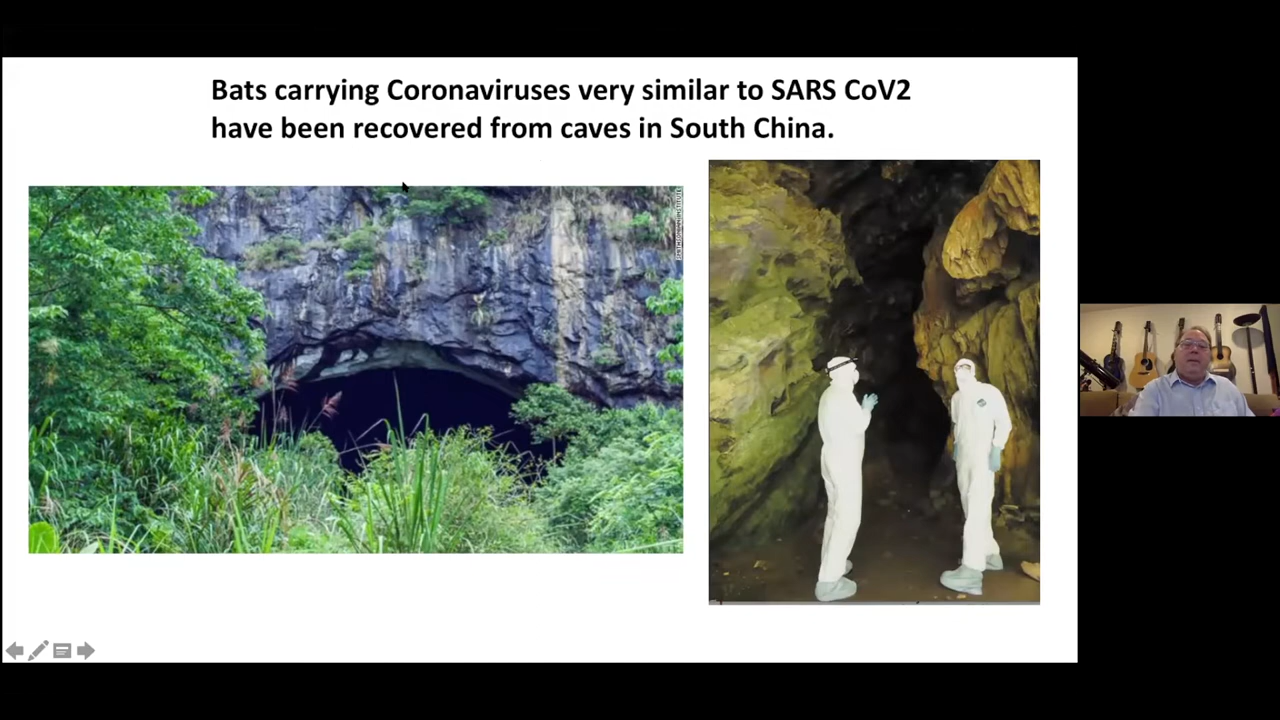 Bats carrying Coronaviruses very similar to SARS CoV2
have been recovered from caves in South China.